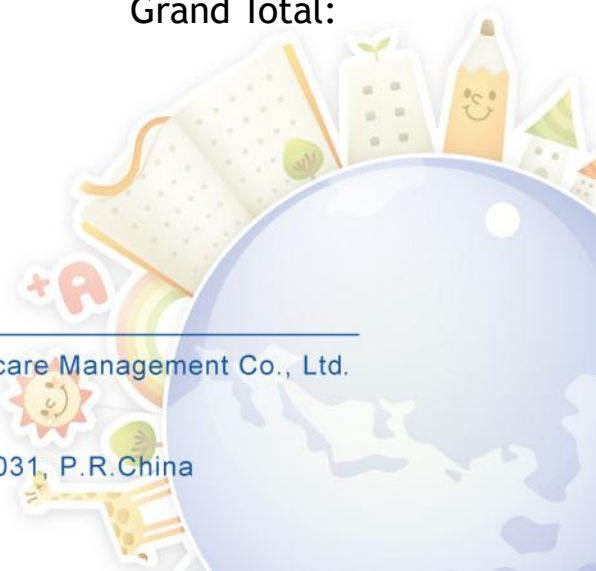 Grand Total:
+A
care Management Co., Ltd.
031, P.R.China